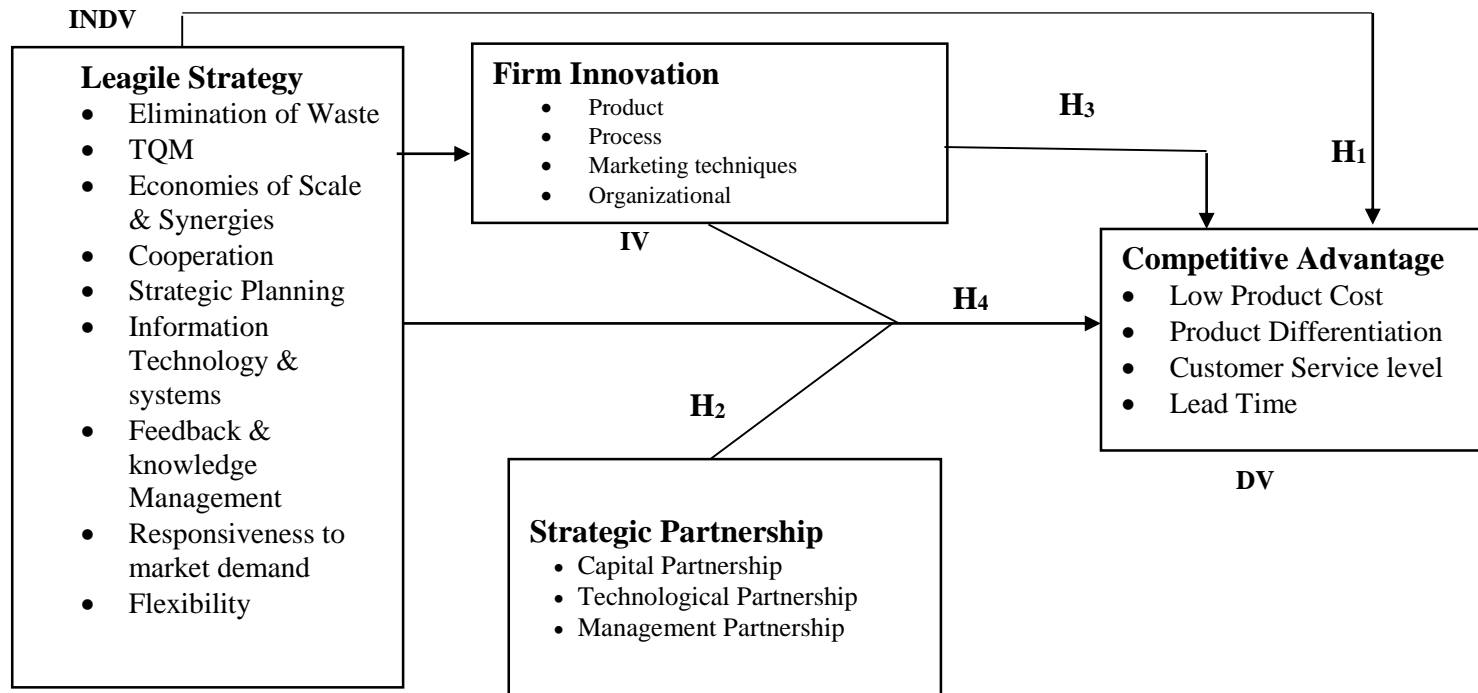 INDV
Leagile Strategy
• Elimination of Waste
• TQM
• Economies of Scale
& Synergies
• Cooperation
• Strategic Planning
• Information
Technology &
systems
• Feedback &
knowledge
Management
• Responsiveness to
market demand
• Flexibility
Firm Innovation
• Product
• Process
• Marketing techniques
• Organizational
IV
H₃
H₁
H₄
H₂
Competitive Advantage
• Low Product Cost
• Product Differentiation
• Customer Service level
• Lead Time
DV
Strategic Partnership
• Capital Partnership
• Technological Partnership
• Management Partnership